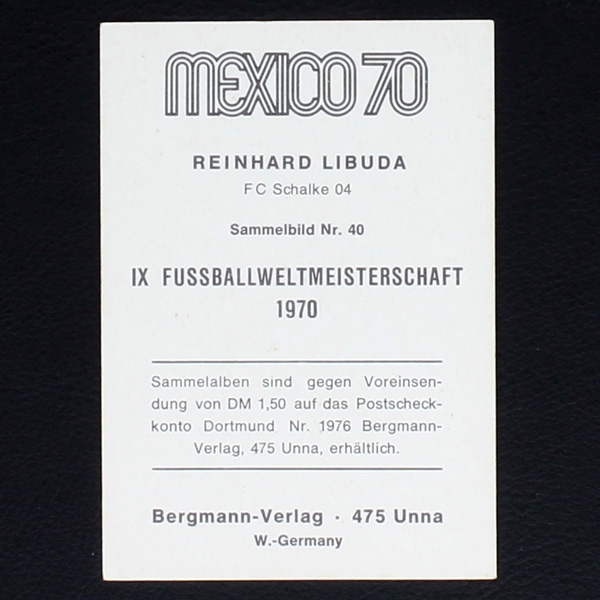 MEXICO 70
REINHARD LIBUDA
FC Schalke 04
Sammelbild Nr. 40
IX FUSSBALLWELTMEISTERSCHAFT
1970
Sammelalben sind gegen Voreinsen-
dung von DM 1,50 auf das Postscheck-
konto Dortmund Nr. 1976 Bergmann-
Verlag, 475 Unna, erhältlich.
Bergmann-Verlag · 475 Unna
W.-Germany